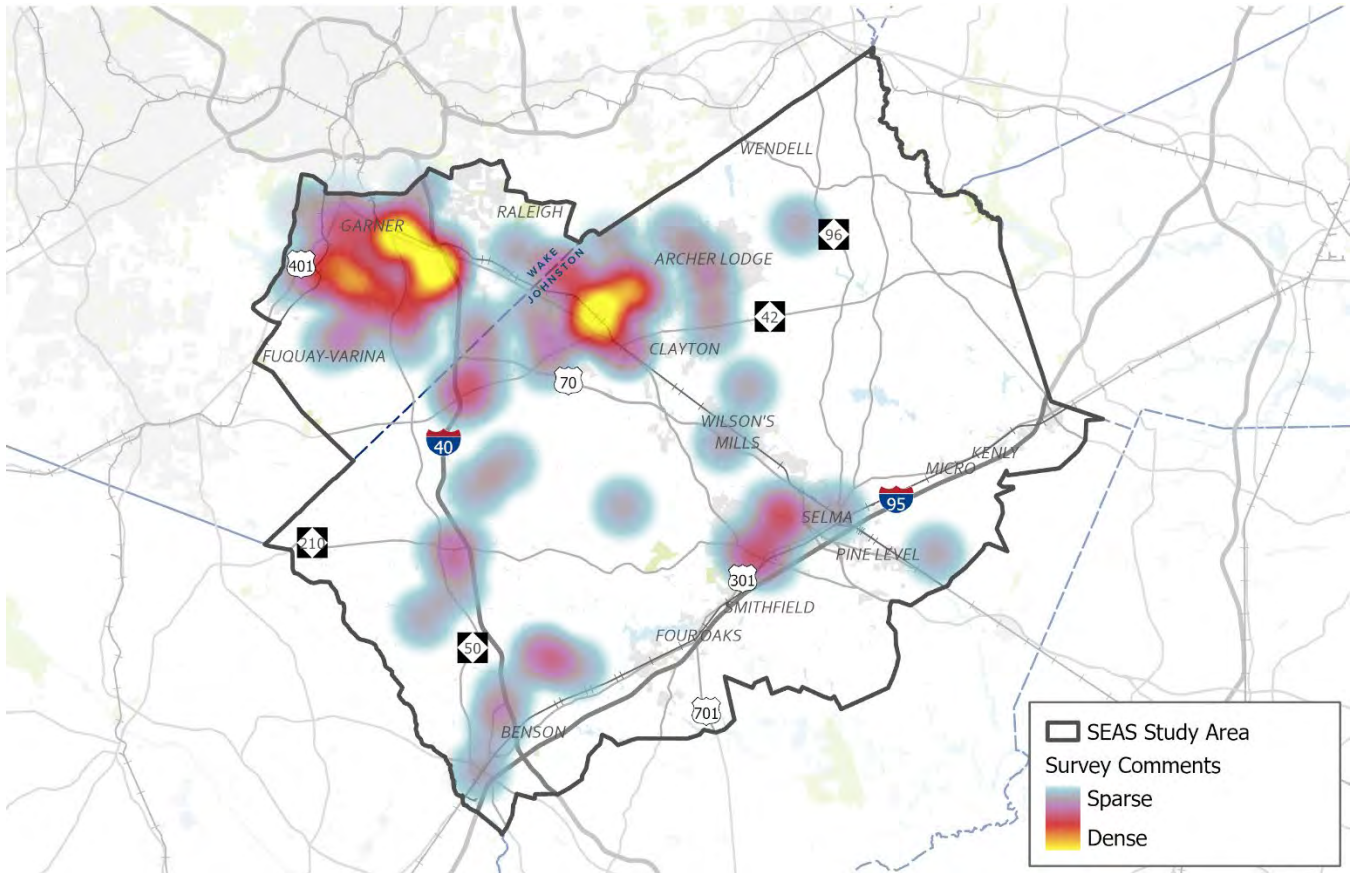 WENDELL
RALEIGH
GARNER
96
WAKE
JOHNSTON
ARCHER LODGE
401
42
FUQUAY-VARINA
CLAYTON
70
WILSON'S
MILLS
40
KENLY
MICRO
95
SELMA
210
PINE LEVEL
301
SMITHFIELD
FOUR OAKS
50
701
BENSON
SEAS Study Area
Survey Comments
Sparse
Dense